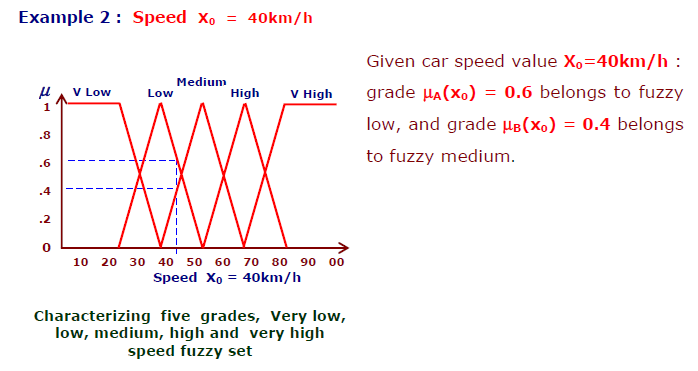 Example 2 : Speed X₀ = 40km/h
Given car speed value X₀=40km/h :
grade μA(x₀) = 0.6 belongs to fuzzy
low, and grade μB(x₀) = 0.4 belongs
to fuzzy medium.
μ
V Low
Low
Medium
High
V High
1
.8
.6
.4
.2
0
10 20 30 40 50 60 70 80 90 00
Speed X₀ = 40km/h
Characterizing five grades, Very low,
low, medium, high and very high
speed fuzzy set